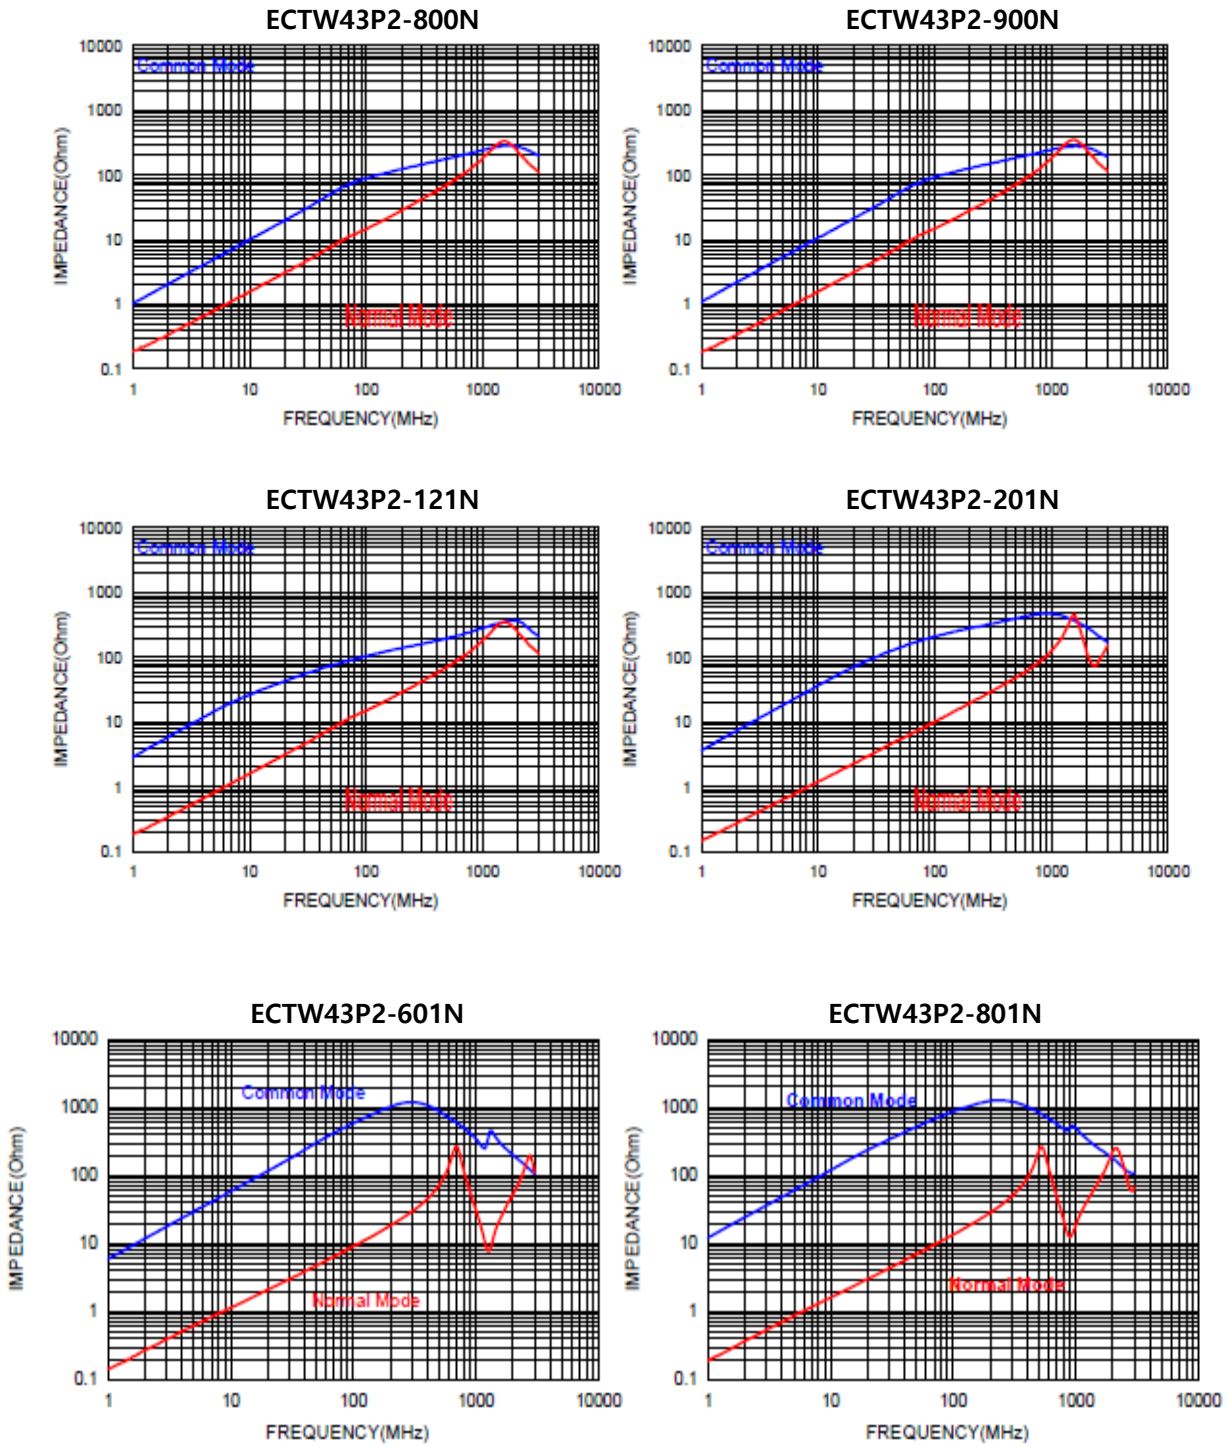 ECTW43P2-800N
10000
Common Mode
1000
100
10
1
Normal Mode
0.1
IMPEDANCE(Ohm)
1 10 100 1000 10000
FREQUENCY(MHz)
ECTW43P2-900N
10000
Common Mode
1000
100
10
1
Normal Mode
0.1
IMPEDANCE(Ohm)
1 10 100 1000 10000
FREQUENCY(MHz)
ECTW43P2-121N
10000
Common Mode
1000
100
10
1
Normal Mode
0.1
IMPEDANCE(Ohm)
1 10 100 1000 10000
FREQUENCY(MHz)
ECTW43P2-201N
10000
Common Mode
1000
100
10
1
Normal Mode
0.1
IMPEDANCE(Ohm)
1 10 100 1000 10000
FREQUENCY(MHz)
ECTW43P2-601N
10000
Common Mode
1000
100
10
Normal Mode
1
0.1
IMPEDANCE(Ohm)
1 10 100 1000 10000
FREQUENCY(MHz)
ECTW43P2-801N
10000
Common Mode
1000
100
10
Normal Mode
1
0.1
IMPEDANCE(Ohm)
1 10 100 1000 10000
FREQUENCY(MHz)